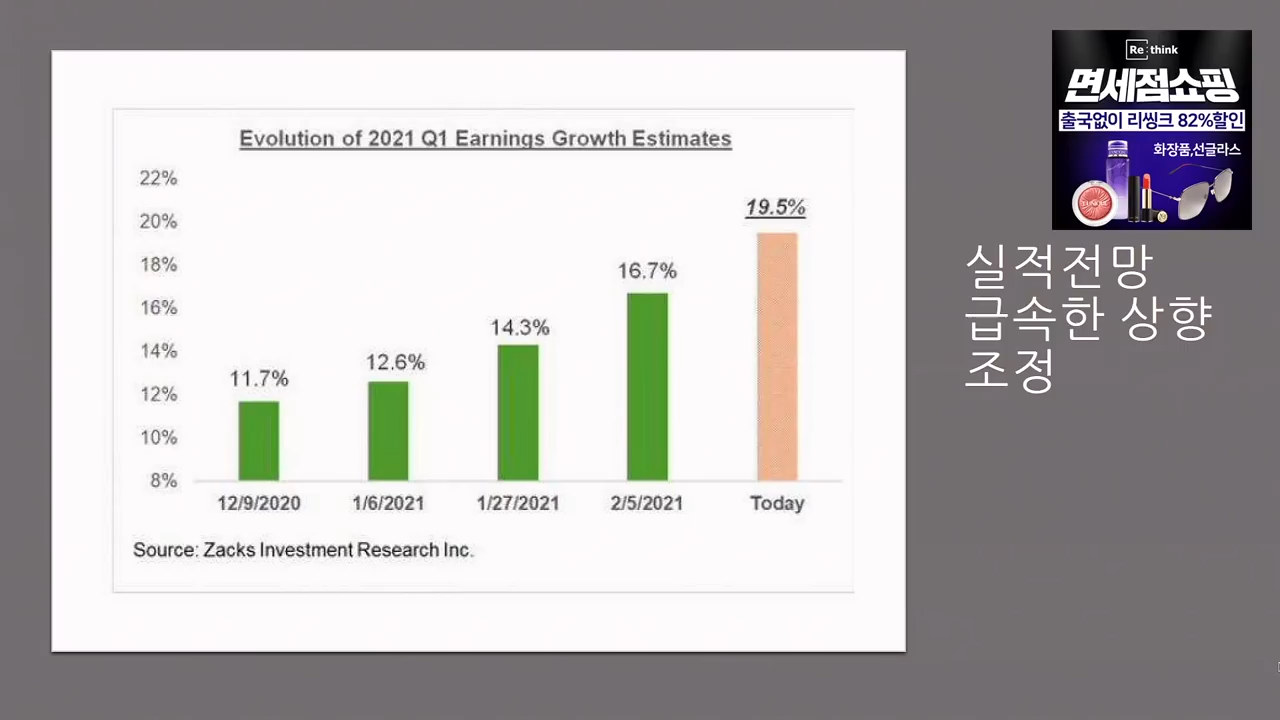 Evolution of 2021 Q1 Earnings Growth Estimates
22%
20%
18%
16%
14%
12%
10%
8%
11.7%
12.6%
14.3%
16.7%
19.5%
12/9/2020
1/6/2021
1/27/2021
2/5/2021
Today
Source: Zacks Investment Research Inc.
Re:think
면세점쇼핑
출국없이 리씽크 82%할인
화장품,선글라스
실적전망
급속한 상향
조정